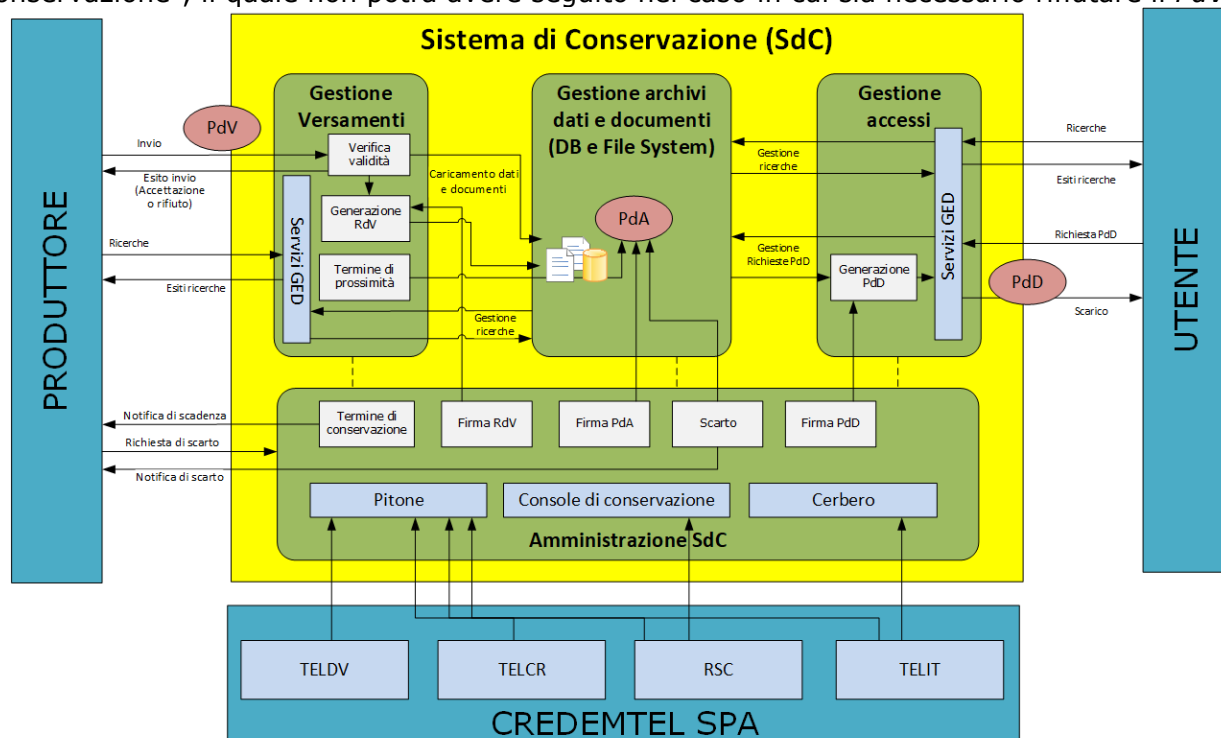 onservazione", il quale non potrà avere seguito nel caso in cui sia necessario rifiutare il PdV
Sistema di Conservazione (SdC)
Gestione
Versamenti
Gestione archivi
dati e documenti
(DB e File System)
Gestione
accessi
PdV
Invio
Verifica
validità
Ricerche
Esito invio
(Accettazione
o rifiuto)
Caricamento dati
e documenti
Gestione
ricerche
Esiti ricerche
Generazione
RdV
PdA
Servizi GED
Servizi GED
Ricerche
Richiesta PdD
Termine di
prossimità
Gestione
Richieste PdD
Generazione
PdD
PdD
Esiti ricerche
Scarico
Gestione
ricerche
PRODUTTORE
UTENTE
Notifica di scadenza
Termine di
conservazione
Firma RdV
Firma PdA
Scarto
Firma PdD
Richiesta di scarto
Notifica di scarto
Pitone
Console di conservazione
Cerbero
Amministrazione SdC
TELDV
TELCR
RSC
TELIT
CREDEMTEL SPA